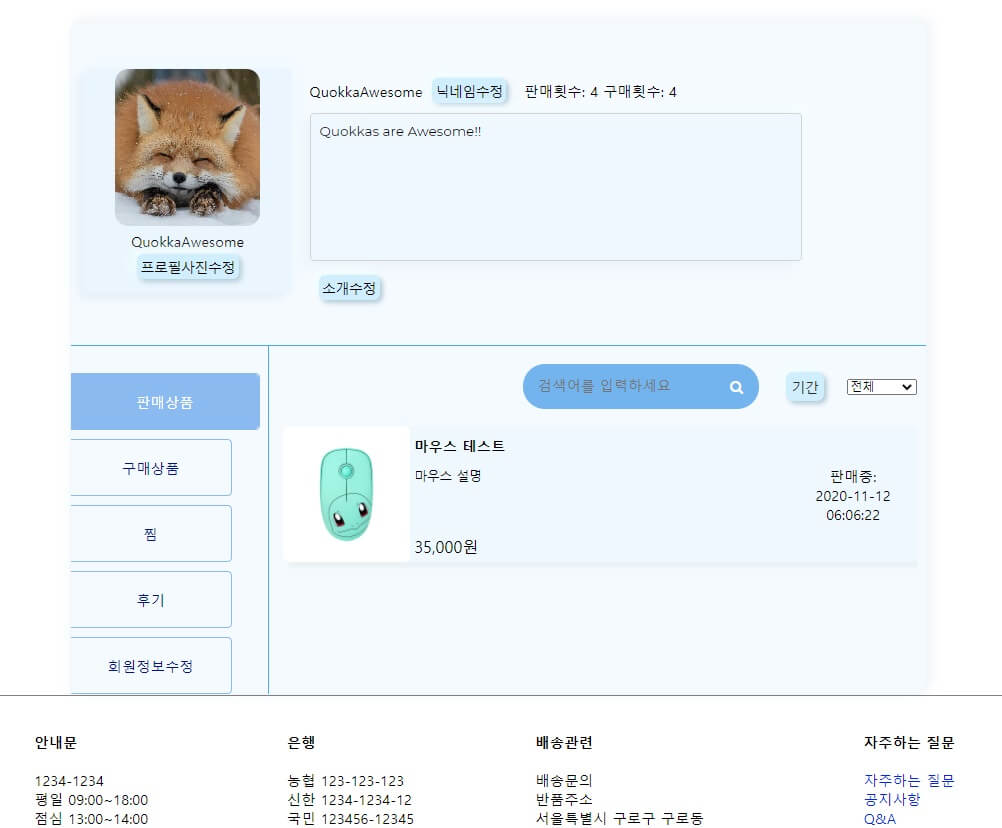 QuokkaAwesome 닉네임수정 판매횟수: 4 구매횟수: 4
Quokkas are Awesome!!
QuokkaAwesome
프로필사진수정
소개수정
검색어를 입력하세요 기간 전체
판매상품
구매상품
찜
후기
회원정보수정
마우스 테스트
마우스 설명
35,000원
판매중:
2020-11-12
06:06:22
안내문
1234-1234
평일 09:00~18:00
점심 13:00~14:00
은행
농협 123-123-123
신한 1234-1234-12
국민 123456-12345
배송관련
배송문의
반품주소
서울특별시 구로구 구로동
자주하는 질문
자주하는 질문
공지사항
Q&A